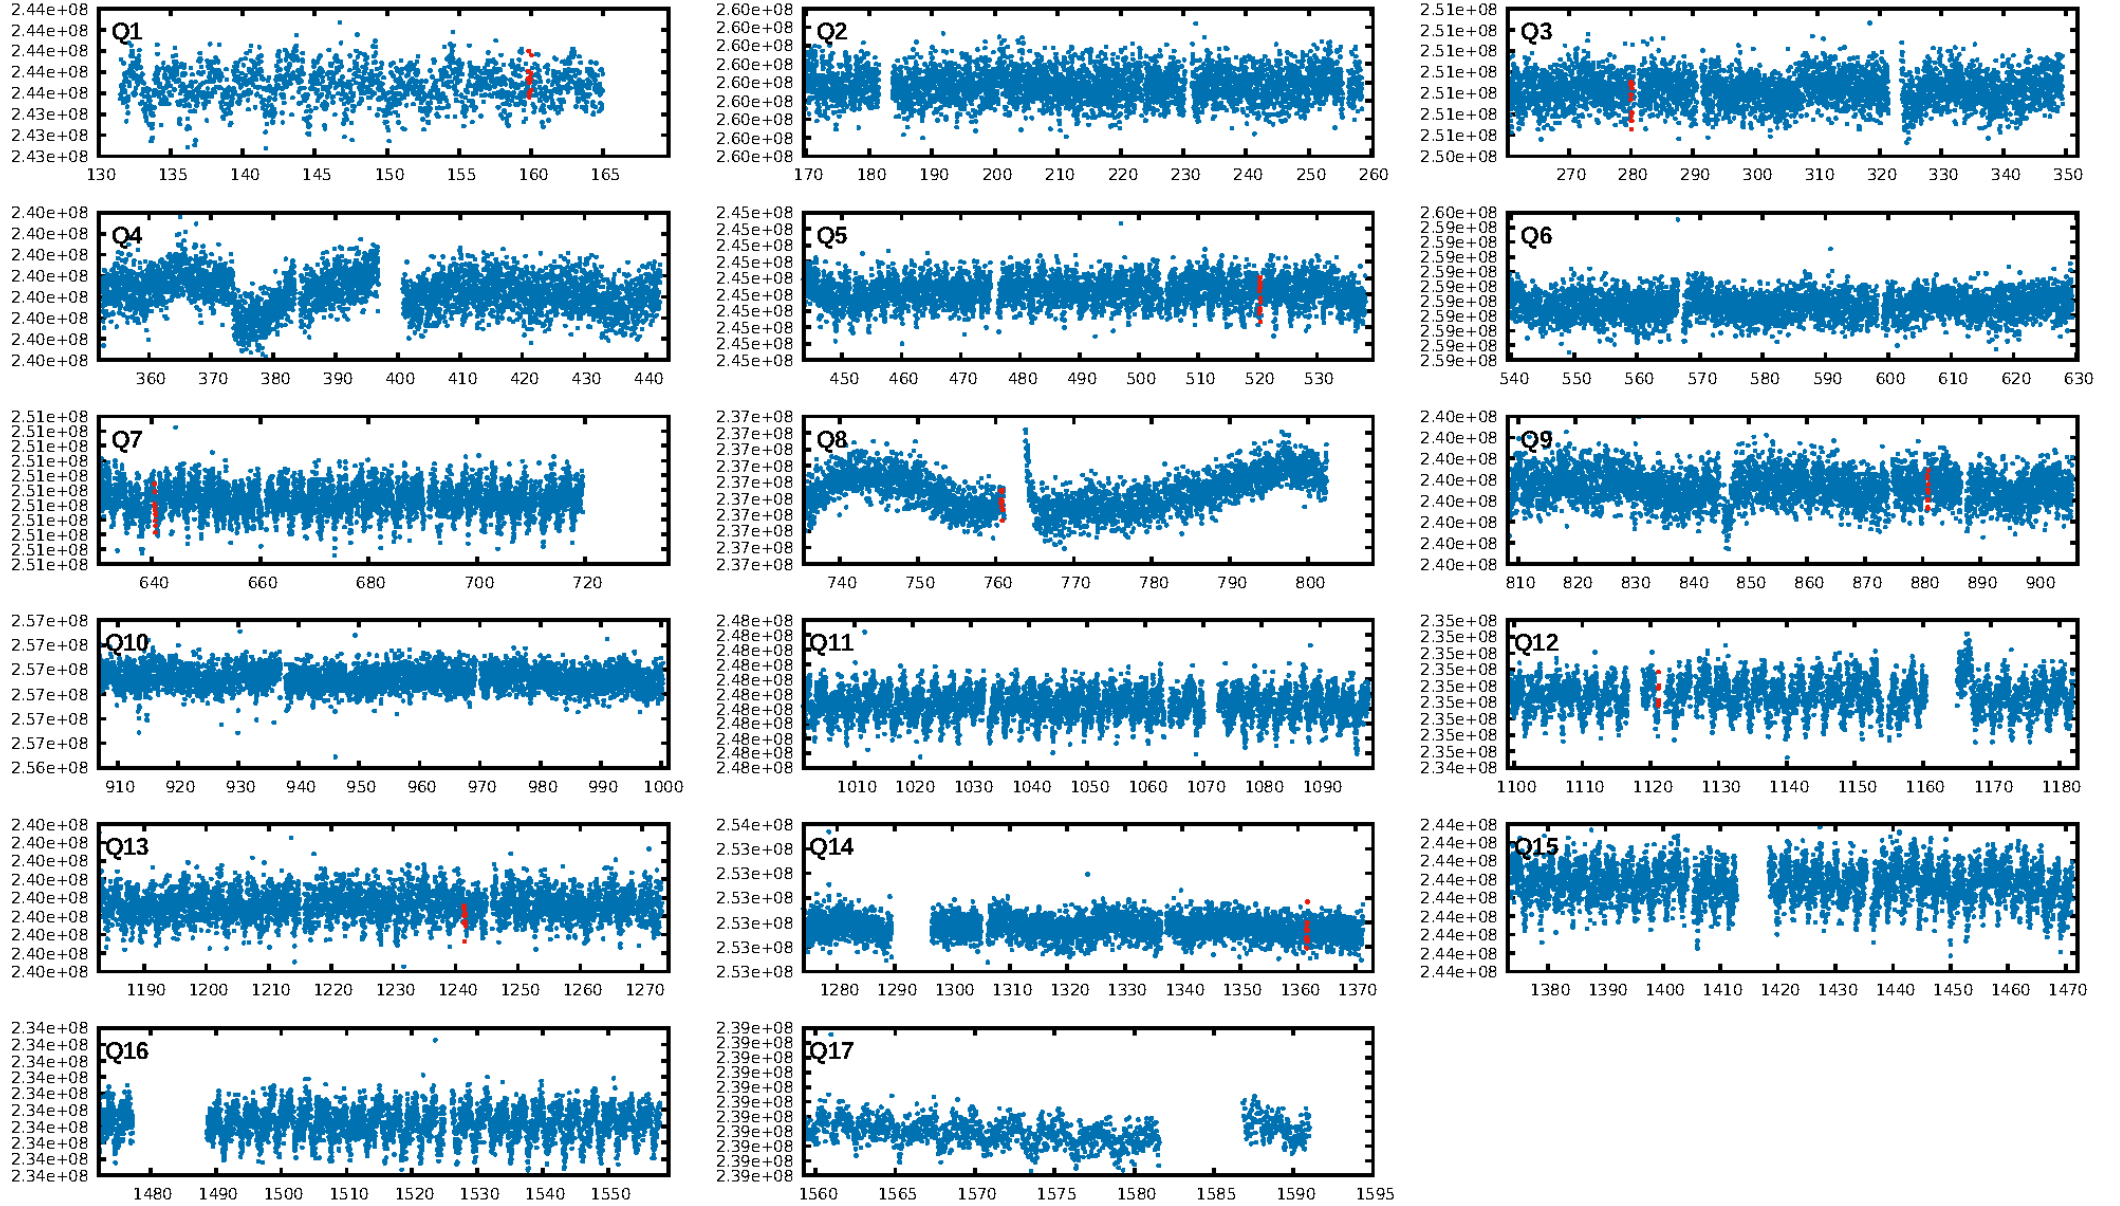 Q1
2.44e+08
2.44e+08
2.44e+08
2.44e+08
2.44e+08
2.43e+08
2.43e+08
2.43e+08
130 135 140 145 150 155 160 165
Q2
2.60e+08
2.60e+08
2.60e+08
2.60e+08
2.60e+08
2.60e+08
2.60e+08
2.60e+08
2.60e+08
170 180 190 200 210 220 230 240 250 260
Q3
2.51e+08
2.51e+08
2.51e+08
2.51e+08
2.51e+08
2.51e+08
2.51e+08
2.50e+08
270 280 290 300 310 320 330 340 350
Q4
2.40e+08
2.40e+08
2.40e+08
2.40e+08
2.40e+08
2.40e+08
2.40e+08
2.40e+08
360 370 380 390 400 410 420 430 440
Q5
2.45e+08
2.45e+08
2.45e+08
2.45e+08
2.45e+08
2.45e+08
2.45e+08
2.45e+08
2.45e+08
2.45e+08
450 460 470 480 490 500 510 520 530
Q6
2.60e+08
2.59e+08
2.59e+08
2.59e+08
2.59e+08
2.59e+08
2.59e+08
2.59e+08
2.59e+08
2.59e+08
2.59e+08
540 550 560 570 580 590 600 610 620 630
Q7
2.51e+08
2.51e+08
2.51e+08
2.51e+08
2.51e+08
2.51e+08
2.51e+08
2.51e+08
2.51e+08
2.51e+08
2.51e+08
640 660 680 700 720
Q8
2.37e+08
2.37e+08
2.37e+08
2.37e+08
2.37e+08
2.37e+08
2.37e+08
2.37e+08
2.37e+08
2.37e+08
740 750 760 770 780 790 800
Q9
2.40e+08
2.40e+08
2.40e+08
2.40e+08
2.40e+08
2.40e+08
2.40e+08
2.40e+08
810 820 830 840 850 860 870 880 890 900
Q10
2.57e+08
2.57e+08
2.57e+08
2.57e+08
2.57e+08
2.57e+08
2.56e+08
910 920 930 940 950 960 970 980 990 1000
Q11
2.48e+08
2.48e+08
2.48e+08
2.48e+08
2.48e+08
2.48e+08
2.48e+08
2.48e+08
2.48e+08
2.48e+08
2.48e+08
1010 1020 1030 1040 1050 1060 1070 1080 1090
Q12
2.35e+08
2.35e+08
2.35e+08
2.35e+08
2.35e+08
2.35e+08
2.35e+08
2.35e+08
2.35e+08
2.34e+08
1100 1110 1120 1130 1140 1150 1160 1170 1180
Q13
2.40e+08
2.40e+08
2.40e+08
2.40e+08
2.40e+08
2.40e+08
2.40e+08
2.40e+08
2.40e+08
1190 1200 1210 1220 1230 1240 1250 1260 1270
Q14
2.54e+08
2.53e+08
2.53e+08
2.53e+08
2.53e+08
2.53e+08
2.53e+08
1280 1290 1300 1310 1320 1330 1340 1350 1360 1370
Q15
2.44e+08
2.44e+08
2.44e+08
2.44e+08
2.44e+08
2.44e+08
2.44e+08
2.44e+08
2.44e+08
1380 1390 1400 1410 1420 1430 1440 1450 1460 1470
Q16
2.34e+08
2.34e+08
2.34e+08
2.34e+08
2.34e+08
2.34e+08
2.34e+08
2.34e+08
2.34e+08
2.34e+08
1480 1490 1500 1510 1520 1530 1540 1550
Q17
2.39e+08
2.39e+08
2.39e+08
2.39e+08
2.39e+08
2.39e+08
2.39e+08
2.39e+08
2.39e+08
2.39e+08
2.39e+08
1560 1565 1570 1575 1580 1585 1590 1595